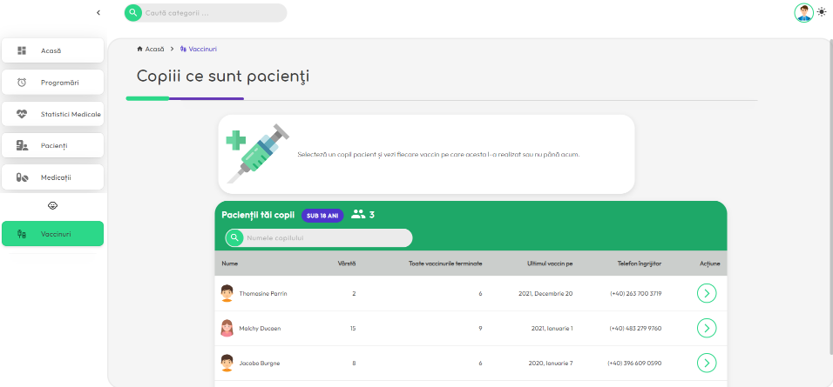 Caută categorii ...
Acasă
Programări
Statistici Medicale
Pacienți
Medicații
Vaccinuri
Acasă > Vaccinuri
Copiii ce sunt pacienți
Selectează un copil pacient și vezi fiecare vaccin pe care acesta l-a realizat sau nu până acum.
Pacienții tăi copii SUB 18 ANI 3
Numele copilului
Nume Vârstă Toate vaccinurile terminate Ultimul vaccin pe Telefon îngrijitor Acțiune
Thomasine Parrin 2 6 2021, Decembrie 20 (+40) 263 700 3719
Malchy Ducaen 15 9 2021, Ianuarie 1 (+40) 483 279 9760
Jacobo Burgne 8 6 2020, Ianuarie 7 (+40) 396 609 0590